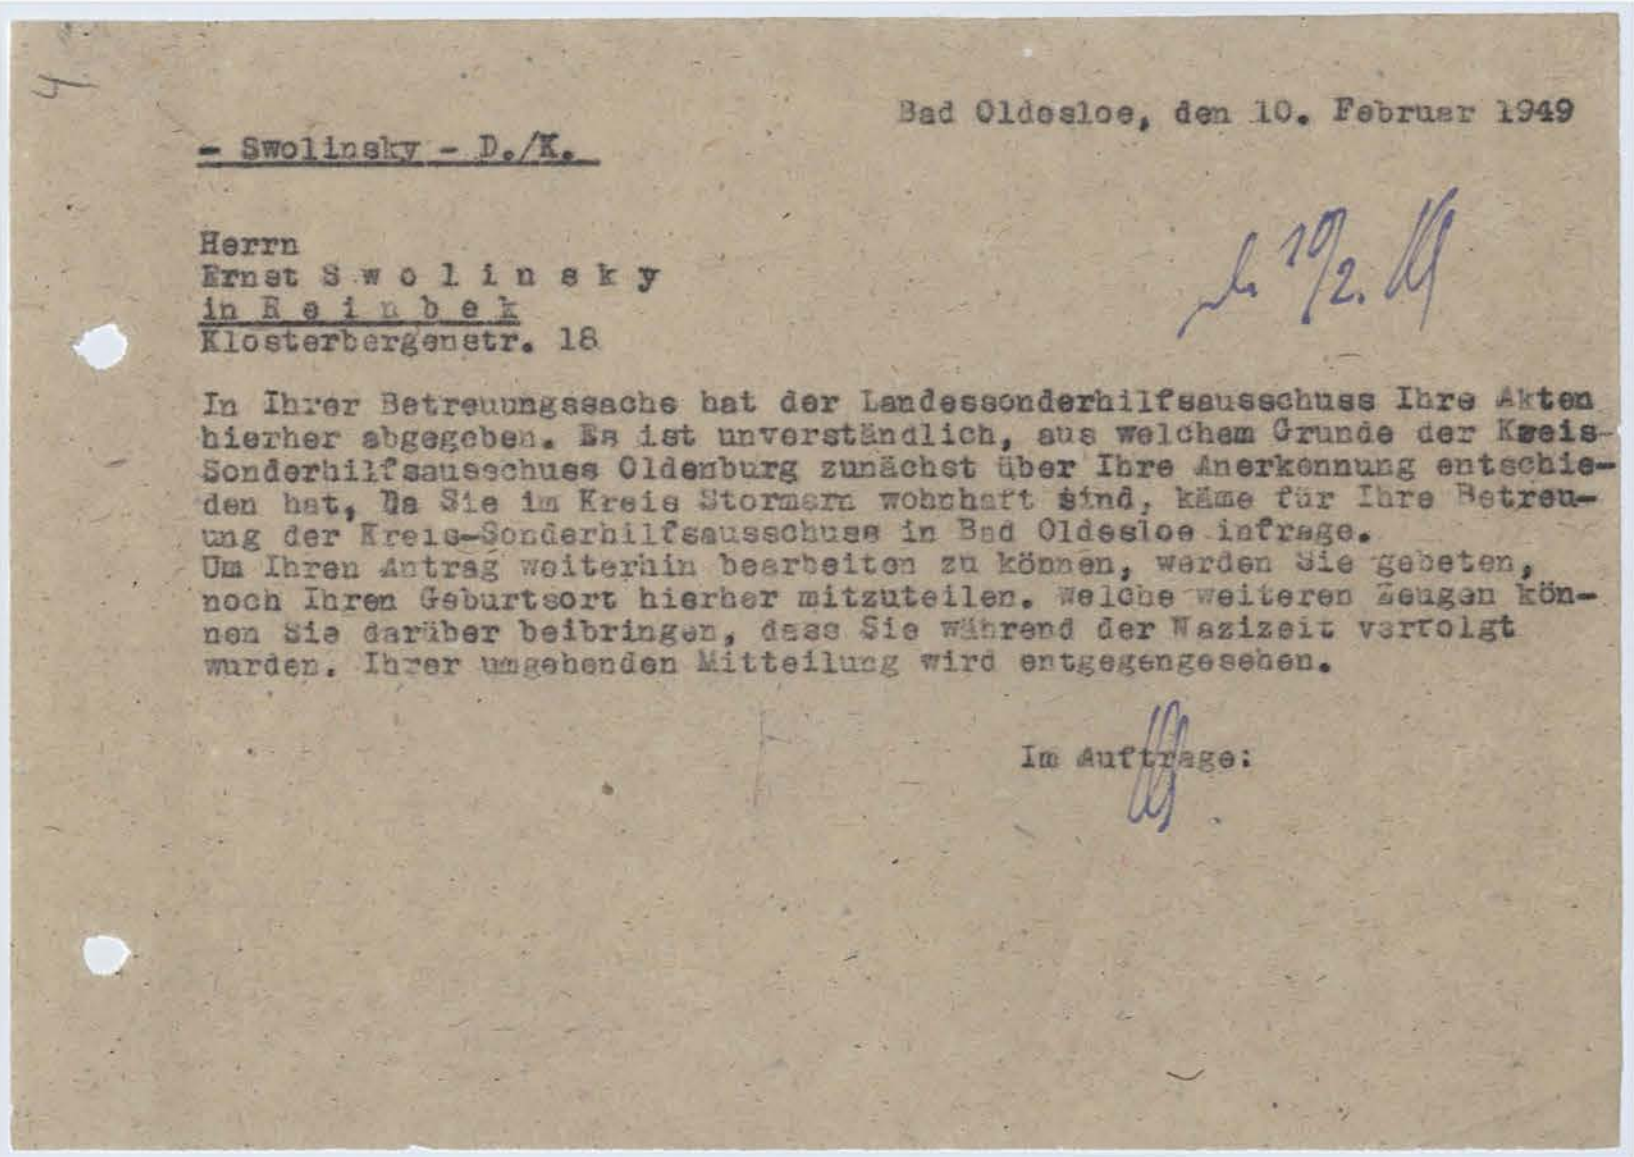 4
Bad Oldesloe, den 10. Februar 1949
- Swolinsky - D./K.
Herrn
Ernst S w o l i n s k y
in R e i n b e k
Klosterbergenstr. 18
10/2.
In Ihrer Betreuungssache hat der Landessonderhilfsausschuss Ihre Akten
hierher abgegeben. Es ist unverständlich, aus welchem Grunde der Kreis-
Sonderhilfsausschuss Oldenburg zunächst über Ihre Anerkennung entschie-
den hat, Da Sie im Kreis Stormarn wohnhaft sind, käme für Ihre Betreu-
ung der Kreis-Sonderhilfsausschuss in Bad Oldesloe infrage.
Um Ihren Antrag weiterhin bearbeiten zu können, werden Sie gebeten,
noch Ihren Geburtsort hierher mitzuteilen. Welche weiteren Zeugen kön-
nen Sie darüber beibringen, dass Sie während der Nazizeit verfolgt
wurden. Ihrer umgehenden Mitteilung wird entgegengesehen.
Im Auftrage: